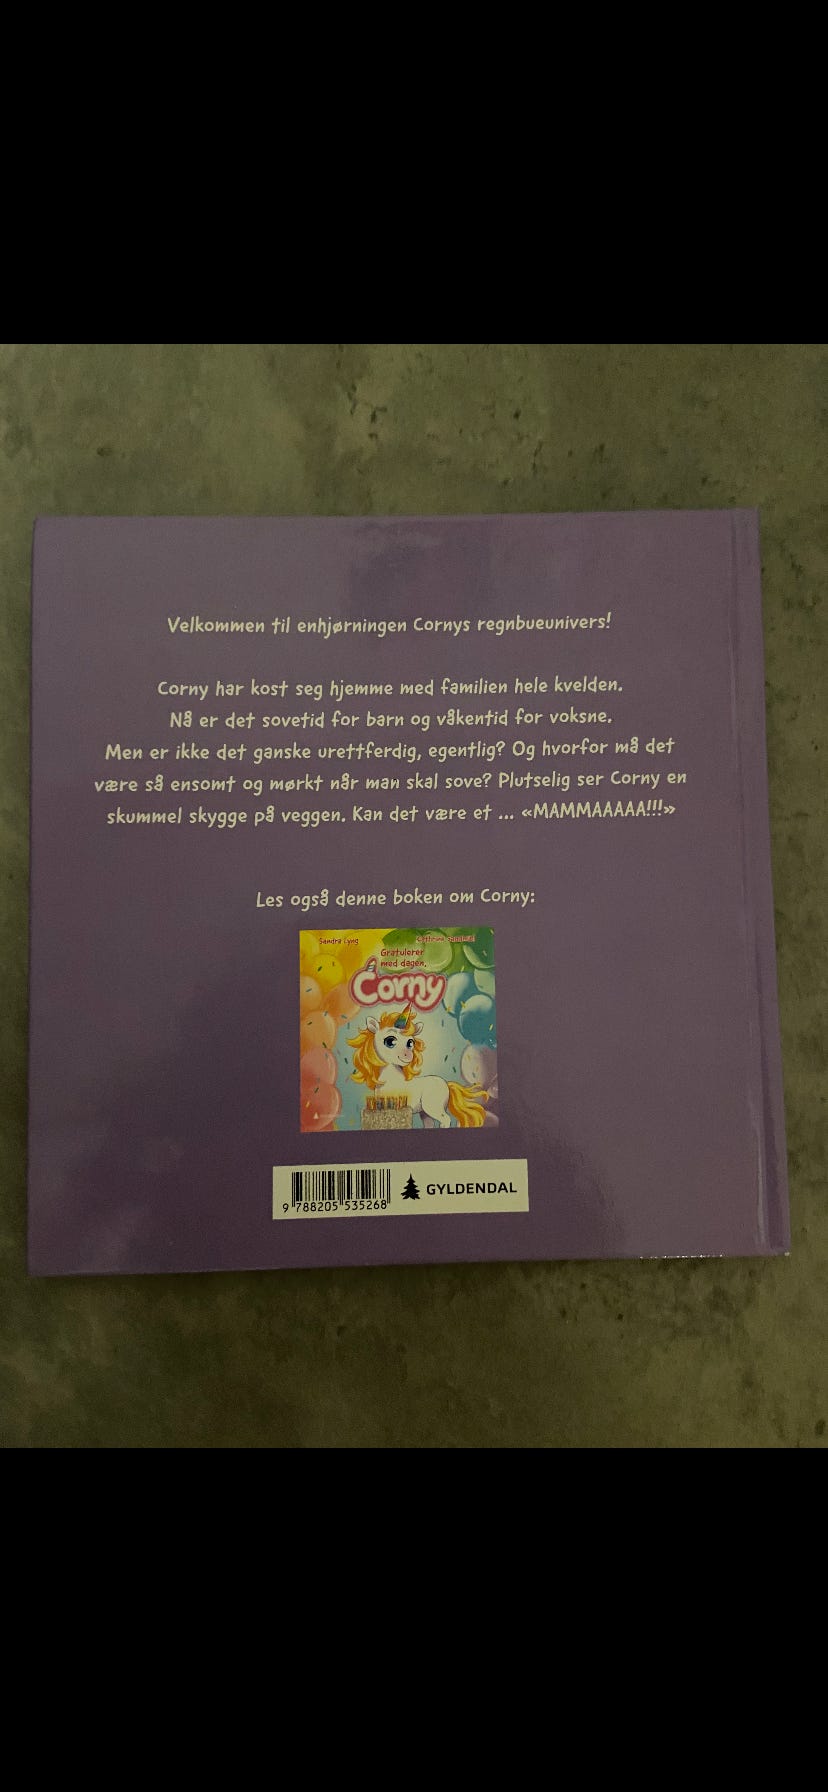 Velkommen til enhjørningen Cornys regnbueunivers!
Corny har kost seg hjemme med familien hele kvelden.
Nå er det sovetid for barn og våkentid for voksne.
Men er ikke det ganske urettferdig, egentlig? Og hvorfor må det
være så ensomt og mørkt når man skal sove? Plutselig ser Corny en
skummel skygge på veggen. Kan det være et ... «MAMMAAAAA!!!»
Les også denne boken om Corny:
Sandra Lyng
Gratulerer
med dagen,
Corny
9 788205 535268
GYLDENDAL